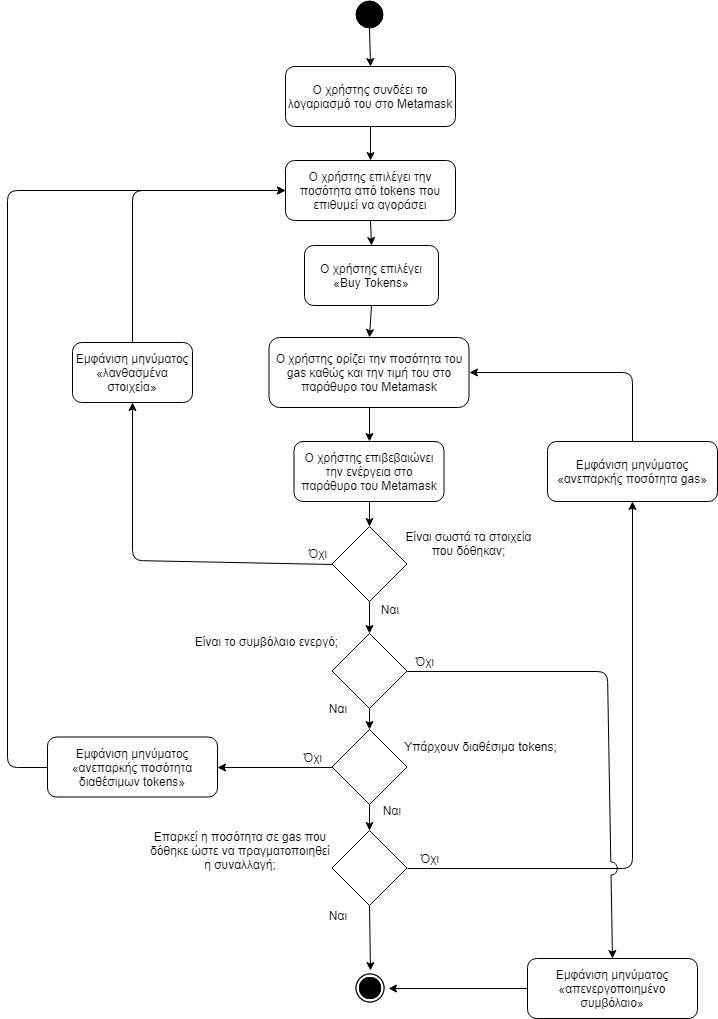 Ο χρήστης συνδέει το
λογαριασμό του στο Metamask
Ο χρήστης επιλέγει την
ποσότητα από tokens που
επιθυμεί να αγοράσει
Ο χρήστης επιλέγει
«Buy Tokens»
Εμφάνιση μηνύματος
«λανθασμένα
στοιχεία»
Ο χρήστης ορίζει την ποσότητα του
gas καθώς και την τιμή του στο
παράθυρο του Metamask
Ο χρήστης επιβεβαιώνει
την ενέργεια στο
παράθυρο του Metamask
Εμφάνιση μηνύματος
«ανεπαρκής ποσότητα gas»
Είναι σωστά τα στοιχεία
που δόθηκαν;
Όχι
Ναι
Είναι το συμβόλαιο ενεργό;
Όχι
Ναι
Εμφάνιση μηνύματος
«ανεπαρκής ποσότητα
διαθέσιμων tokens»
Όχι
Υπάρχουν διαθέσιμα tokens;
Ναι
Επαρκεί η ποσότητα σε gas που
δόθηκε ώστε να πραγματοποιηθεί
η συναλλαγή;
Όχι
Ναι
Εμφάνιση μηνύματος
«απενεργοποιημένο
συμβόλαιο»